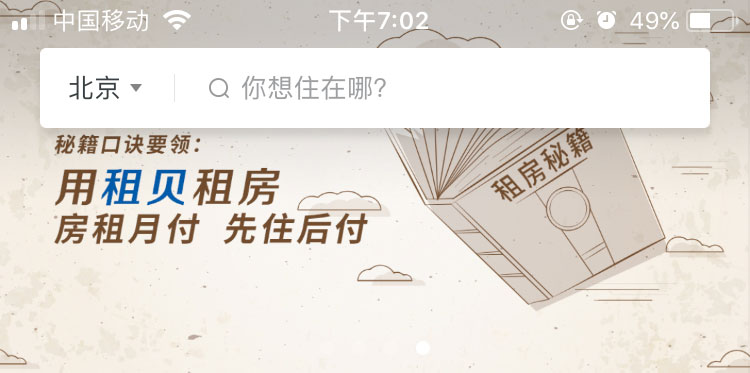 中国移动 下午7:02 49%
北京 你想住在哪?
秘籍口诀要领:
用租贝租房
房租月付 先住后付
租房秘籍